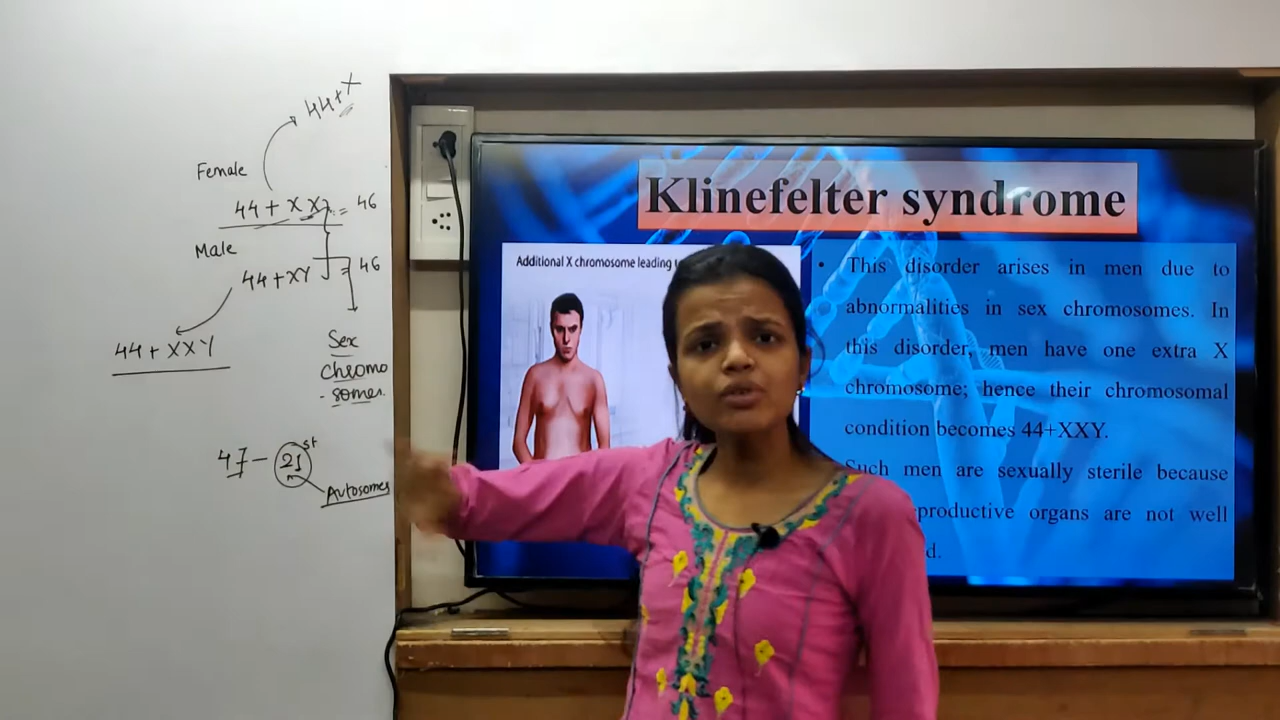 44+X
Female
44 + XX = 46
Male
44 + XY = 46
44 + XXY
Sex
chromo
- somes.
47 - 21st
Autosomes
Klinefelter syndrome
Additional X chromosome leading
• This disorder arises in men due to
abnormalities in sex chromosomes. In
this disorder, men have one extra X
chromosome; hence their chromosomal
condition becomes 44+XXY.
Such men are sexually sterile because
organs are not well